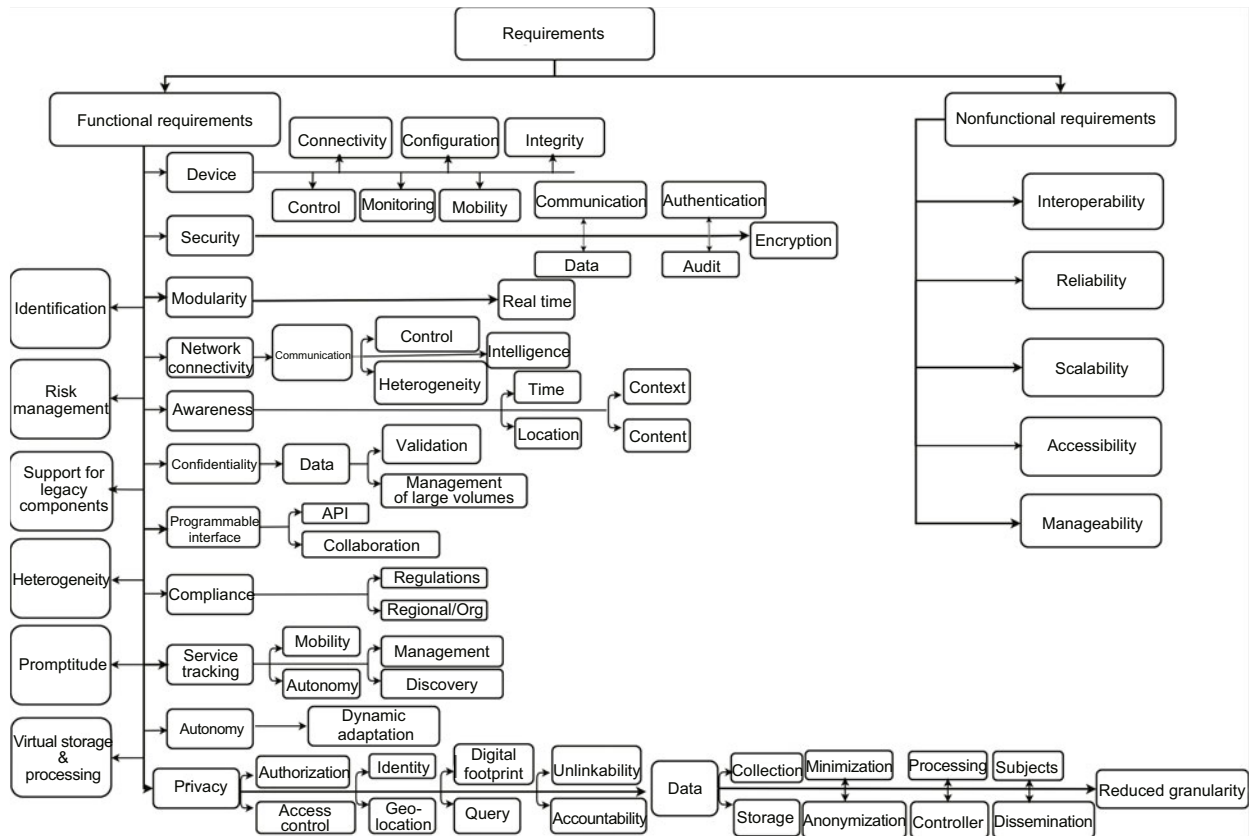 Requirements
Functional requirements
Nonfunctional requirements
Connectivity
Configuration
Integrity
Device
Control
Monitoring
Mobility
Communication
Authentication
Interoperability
Security
Encryption
Data
Audit
Identification
Modularity
Real time
Reliability
Network
connectivity
Communication
Control
Intelligence
Heterogeneity
Scalability
Risk
management
Awareness
Time
Location
Context
Content
Accessibility
Support for
legacy
components
Confidentiality
Data
Validation
Management
of large volumes
Programmable
interface
API
Collaboration
Manageability
Heterogeneity
Compliance
Regulations
Regional/Org
Promptitude
Service
tracking
Mobility
Autonomy
Management
Discovery
Virtual storage
&
processing
Autonomy
Dynamic
adaptation
Privacy
Authorization
Access
control
Identity
Geo-
location
Digital
footprint
Query
Unlinkability
Accountability
Data
Collection
Storage
Minimization
Anonymization
Processing
Controller
Subjects
Dissemination
Reduced granularity